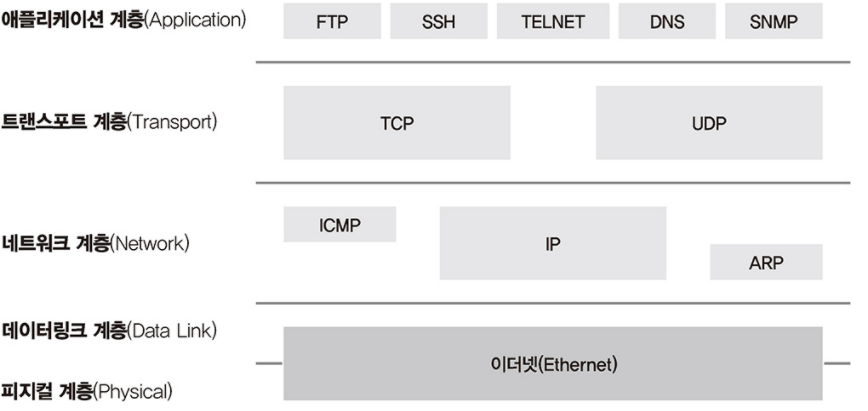 애플리케이션 계층(Application)
FTP
SSH
TELNET
DNS
SNMP
트랜스포트 계층(Transport)
TCP
UDP
네트워크 계층(Network)
ICMP
IP
ARP
데이터링크 계층(Data Link)
이더넷(Ethernet)
피지컬 계층(Physical)